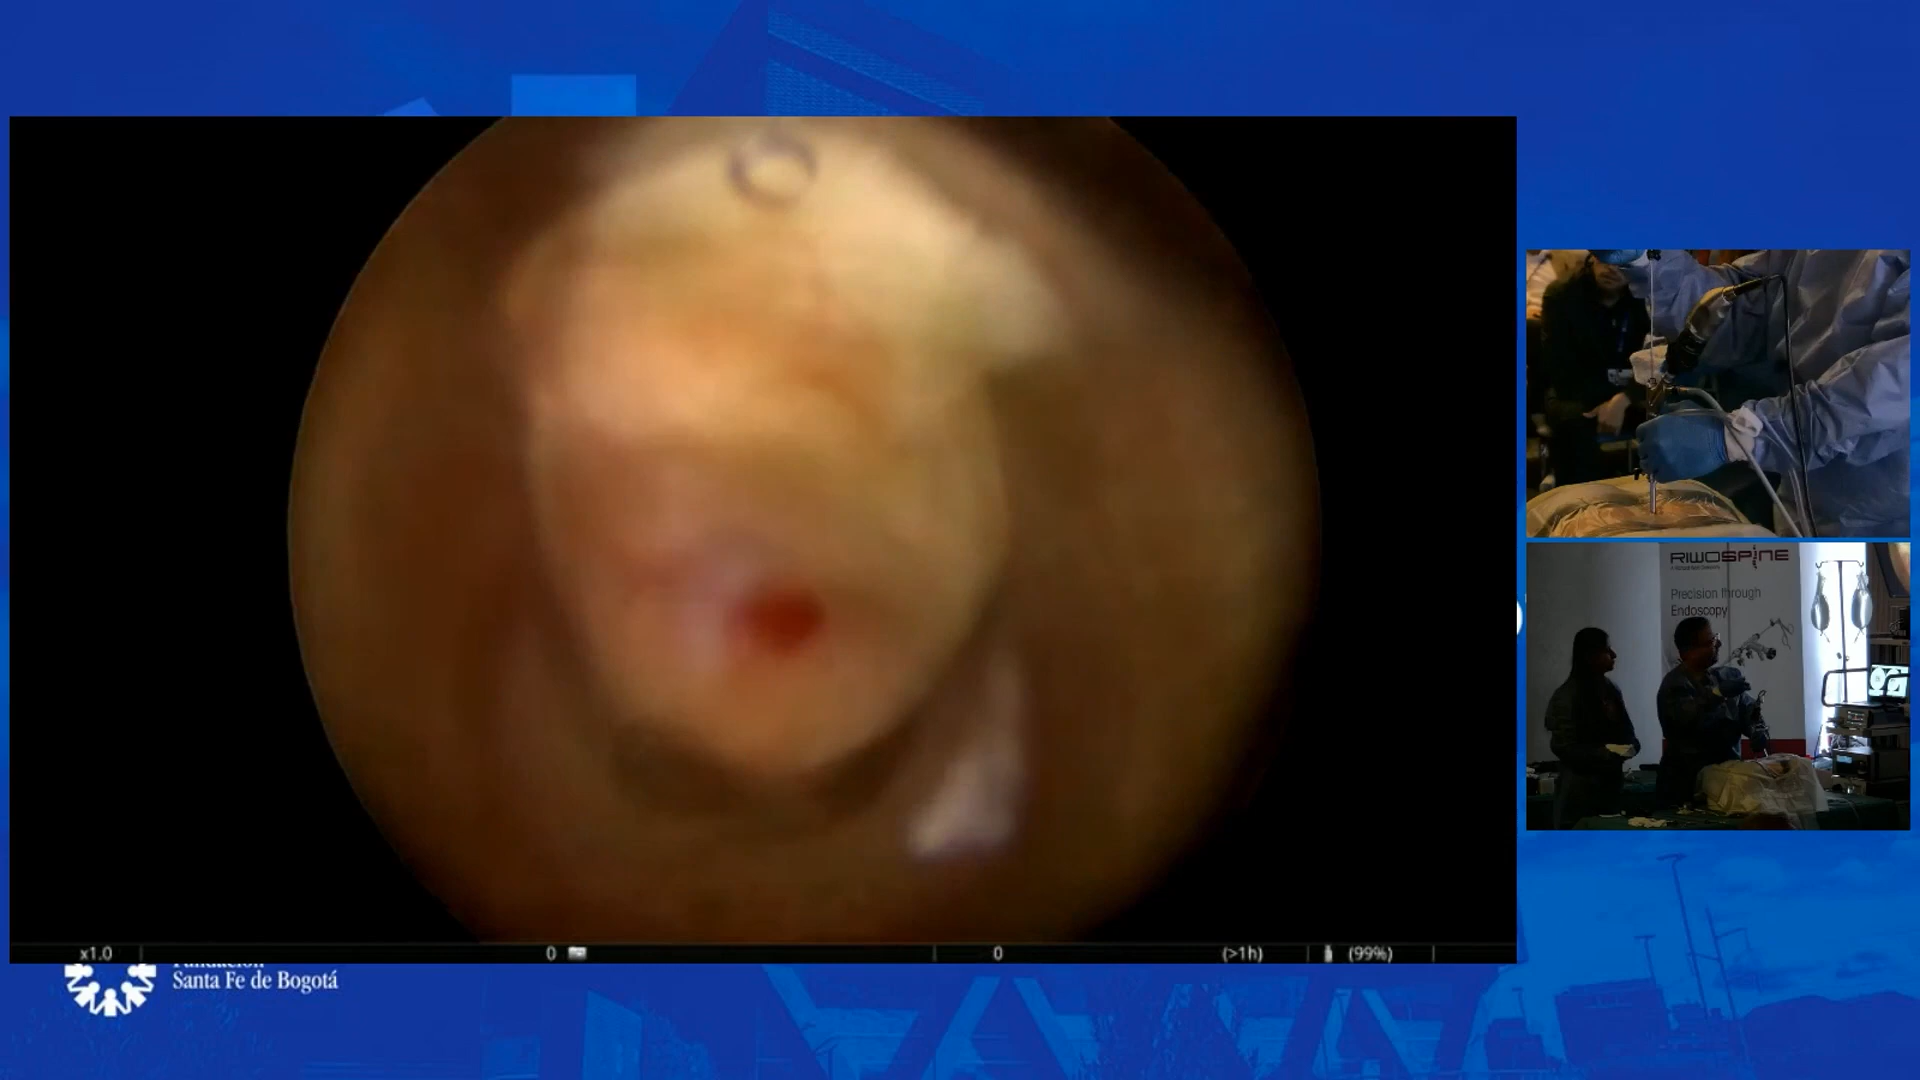 RIWOSPINE
Precision through
Endoscopy
x1.0
0
0
(>1h)
(99%)
Santa Fe de Bogotá